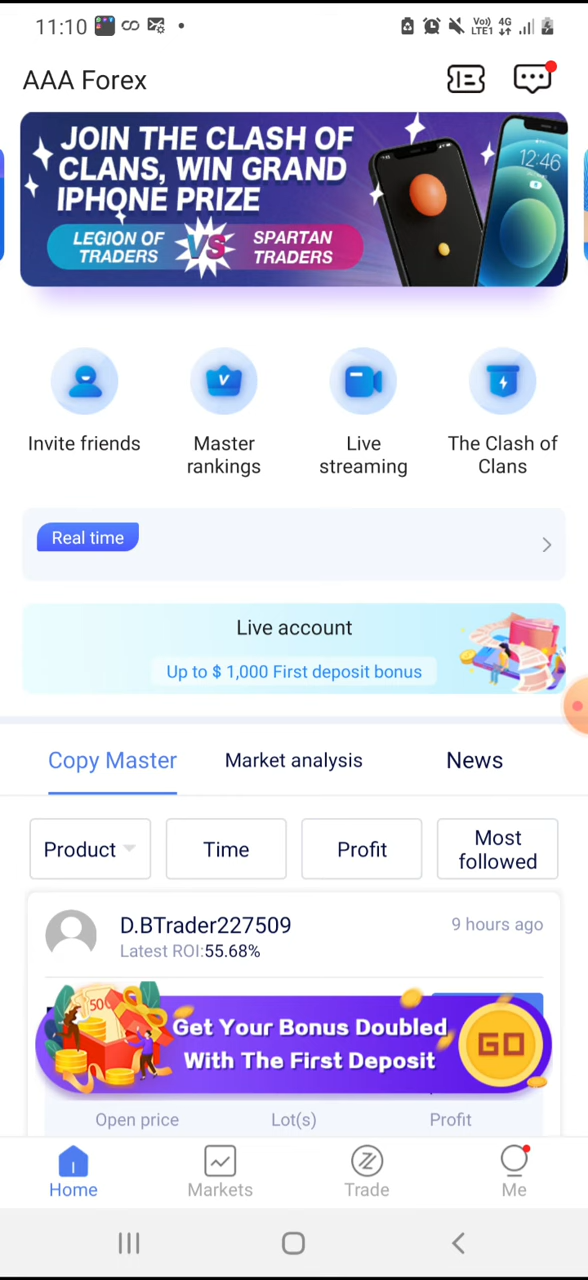 11:10
Vo))
LTE1
4G
AAA Forex
JOIN THE CLASH OF
CLANS, WIN GRAND
IPHONE PRIZE
LEGION OF
TRADERS
VS
SPARTAN
TRADERS
12:46
Invite friends
Master
rankings
Live
streaming
The Clash of
Clans
Real time
Live account
Up to $ 1,000 First deposit bonus
Copy Master
Market analysis
News
Product
Time
Profit
Most
followed
D.BTrader227509
9 hours ago
Latest ROI:55.68%
500
Get Your Bonus Doubled
With The First Deposit
GO
Open price
Lot(s)
Profit
Home
Markets
Trade
Me